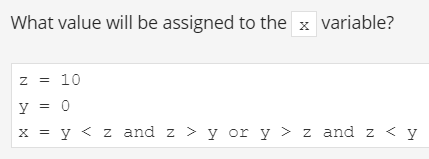 What value will be assigned to the x variable?
z = 10
y = 0
x = y < z and z > y or y > z and z < y